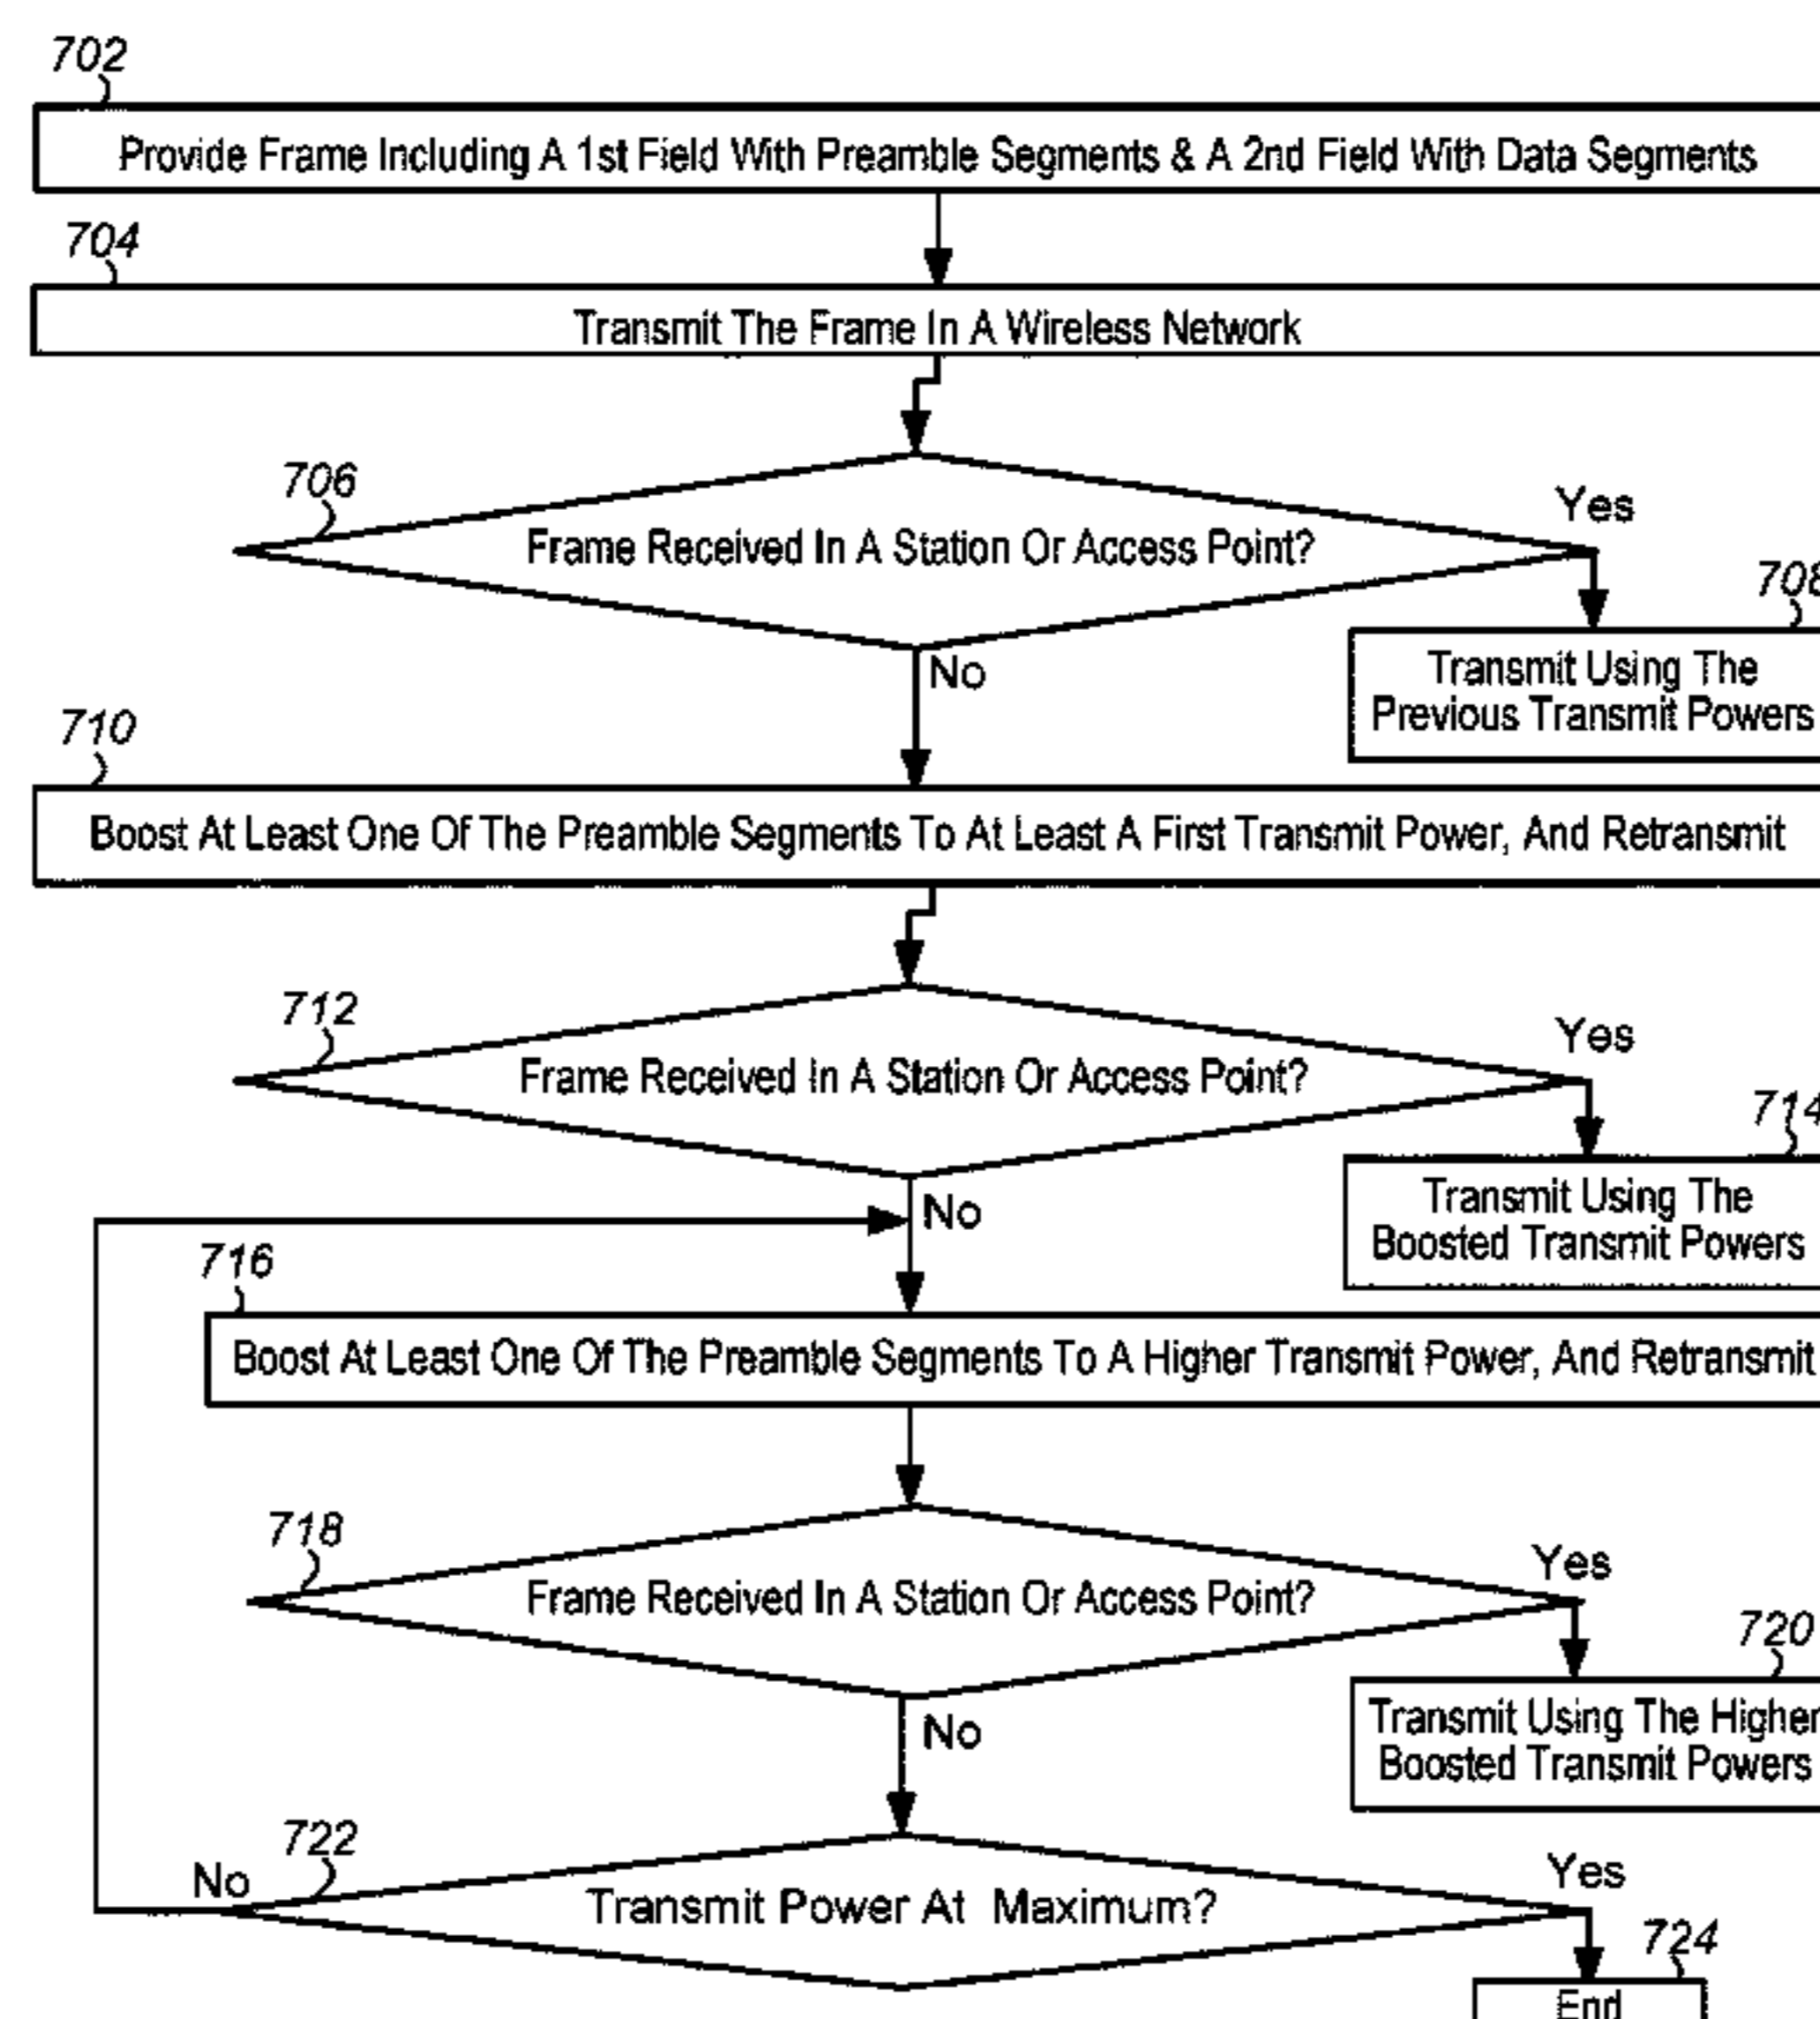 702
Provide Frame Including A 1st Field With Preamble Segments & A 2nd Field With Data Segments
704
Transmit The Frame In A Wireless Network
706
Frame Received In A Station Or Access Point?
Yes
708
Transmit Using The
Previous Transmit Powers
No
710
Boost At Least One Of The Preamble Segments To At Least A First Transmit Power, And Retransmit
712
Frame Received In A Station Or Access Point?
Yes
714
Transmit Using The
Boosted Transmit Powers
No
716
Boost At Least One Of The Preamble Segments To A Higher Transmit Power, And Retransmit
718
Frame Received In A Station Or Access Point?
Yes
720
Transmit Using The Higher
Boosted Transmit Powers
No
722
No
Transmit Power At Maximum?
Yes
724
End